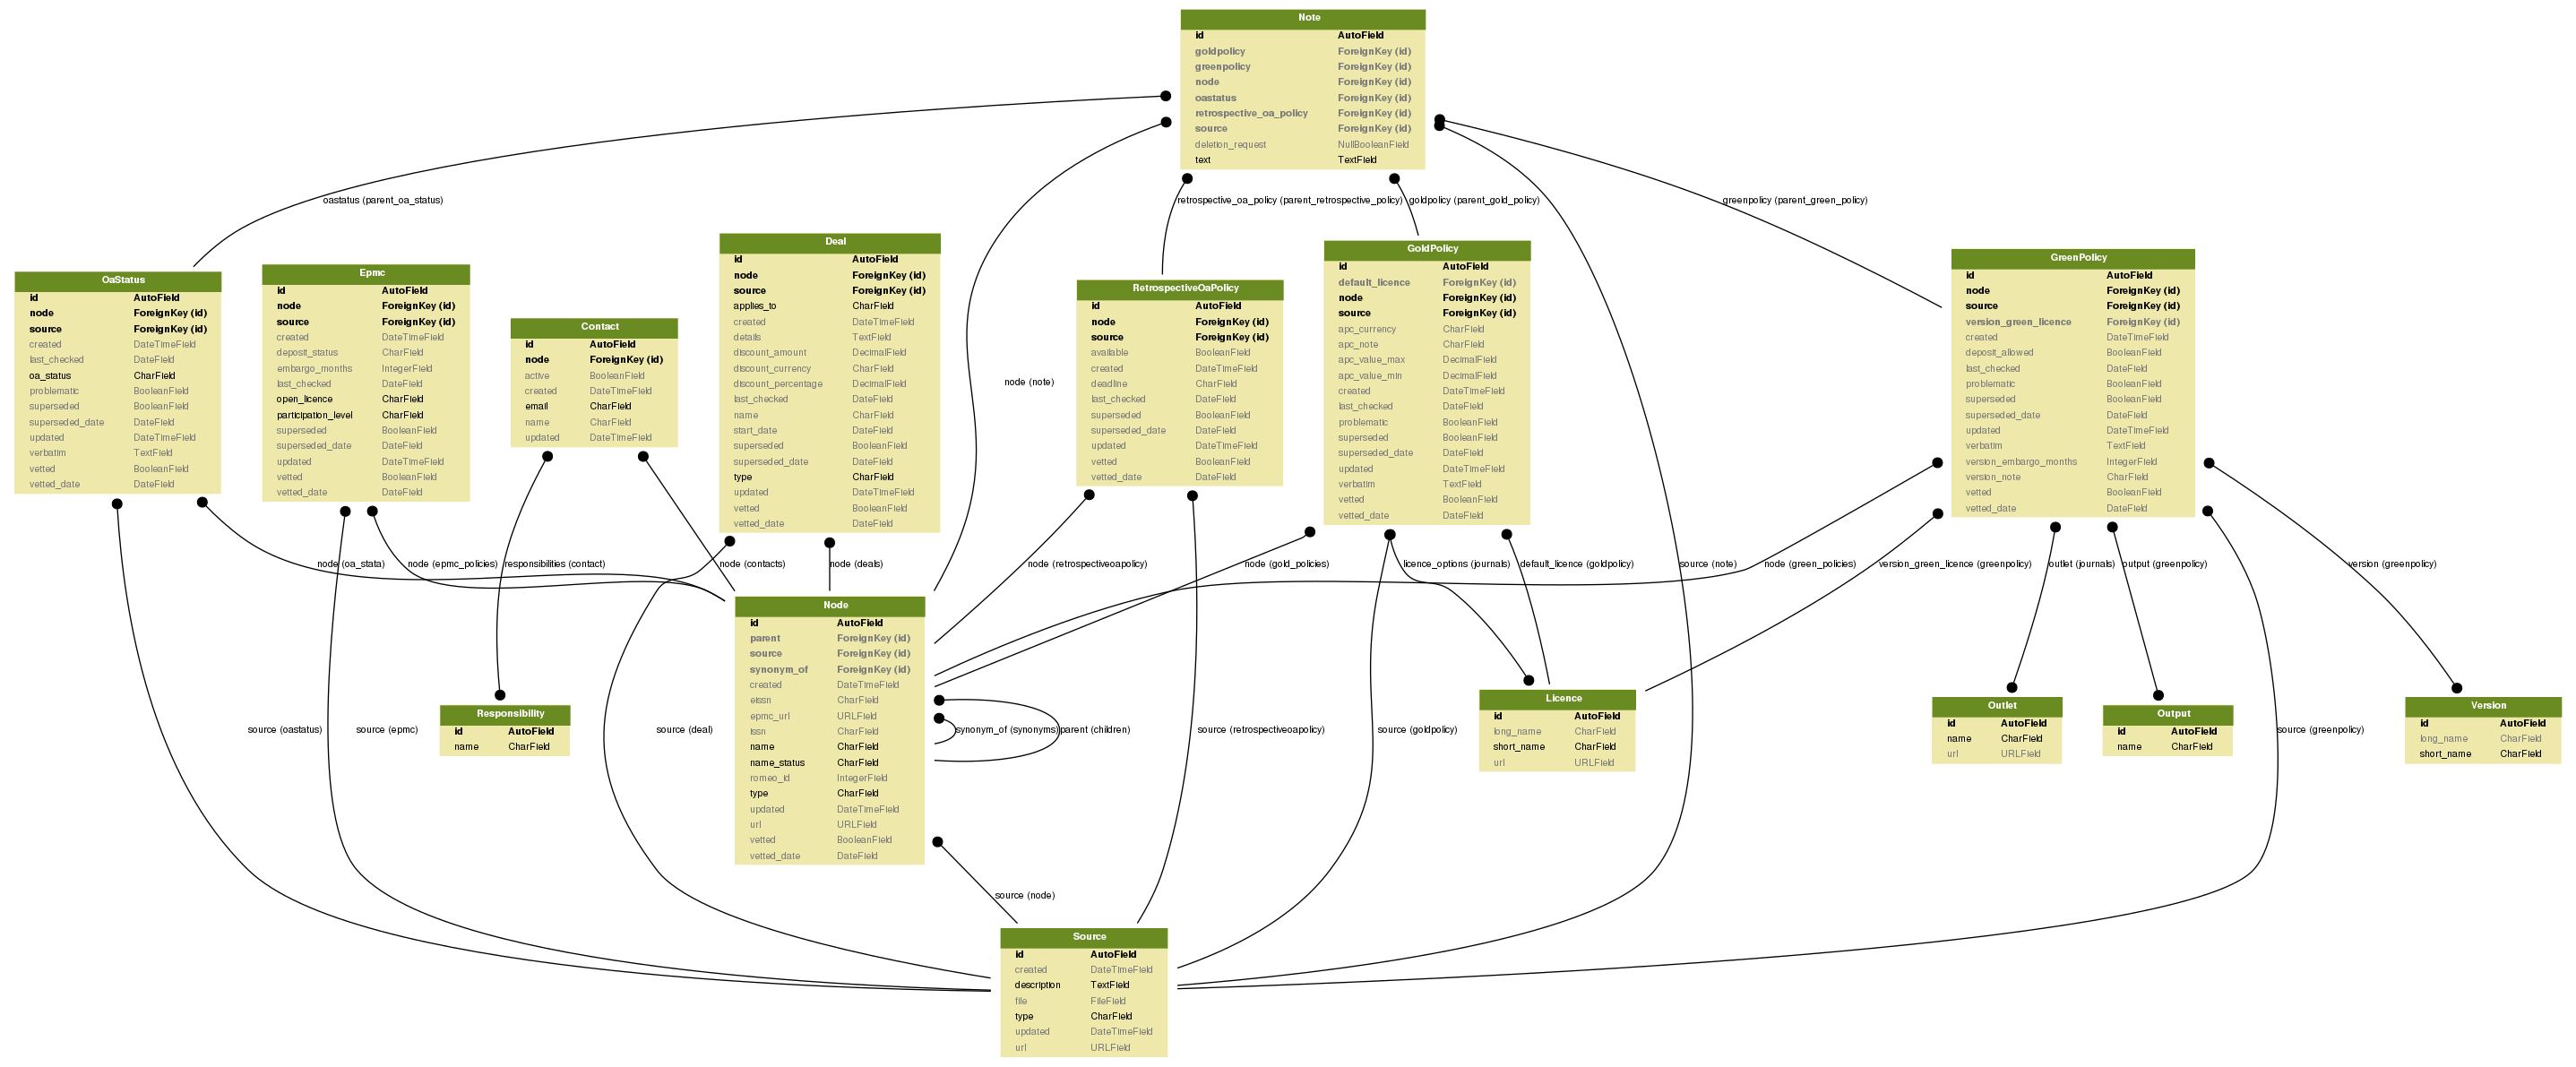 Note
id AutoField
goldpolicy ForeignKey (id)
greenpolicy ForeignKey (id)
node ForeignKey (id)
oastatus ForeignKey (id)
retrospective_oa_policy ForeignKey (id)
source ForeignKey (id)
deletion_request NullBooleanField
text TextField
oastatus (parent_oa_status)
retrospective_oa_policy (parent_retrospective_policy)
goldpolicy (parent_gold_policy)
greenpolicy (parent_green_policy)
OaStatus
id AutoField
node ForeignKey (id)
source ForeignKey (id)
created DateTimeField
last_checked DateField
oa_status CharField
problematic BooleanField
superseded BooleanField
superseded_date DateField
updated DateTimeField
verbatim TextField
vetted BooleanField
vetted_date DateField
Epmc
id AutoField
node ForeignKey (id)
source ForeignKey (id)
created DateTimeField
deposit_status CharField
embargo_months IntegerField
last_checked DateField
open_licence CharField
participation_level CharField
superseded BooleanField
superseded_date DateField
updated DateTimeField
vetted BooleanField
vetted_date DateField
Contact
id AutoField
node ForeignKey (id)
active BooleanField
created DateTimeField
email CharField
name CharField
updated DateTimeField
Deal
id AutoField
node ForeignKey (id)
source ForeignKey (id)
applies_to CharField
created DateTimeField
details TextField
discount_amount DecimalField
discount_currency CharField
discount_percentage DecimalField
last_checked DateField
name CharField
start_date DateField
superseded BooleanField
superseded_date DateField
type CharField
updated DateTimeField
vetted BooleanField
vetted_date DateField
node (note)
RetrospectiveOaPolicy
id AutoField
node ForeignKey (id)
source ForeignKey (id)
available BooleanField
created DateTimeField
deadline CharField
last_checked DateField
superseded BooleanField
superseded_date DateField
updated DateTimeField
vetted BooleanField
vetted_date DateField
GoldPolicy
id AutoField
default_licence ForeignKey (id)
node ForeignKey (id)
source ForeignKey (id)
apc_currency CharField
apc_note CharField
apc_value_max DecimalField
apc_value_min DecimalField
created DateTimeField
last_checked DateField
problematic BooleanField
superseded BooleanField
superseded_date DateField
updated DateTimeField
verbatim TextField
vetted BooleanField
vetted_date DateField
GreenPolicy
id AutoField
node ForeignKey (id)
source ForeignKey (id)
version_green_licence ForeignKey (id)
created DateTimeField
deposit_allowed BooleanField
last_checked DateField
problematic BooleanField
superseded BooleanField
superseded_date DateField
updated DateTimeField
verbatim TextField
version_embargo_months IntegerField
version_note CharField
vetted BooleanField
vetted_date DateField
node (oa_stata)
node (epmc_policies)
responsibilities (contact)
node (contacts)
node (deals)
node (retrospectiveoapolicy)
node (gold_policies)
licence_options (journals)
default_licence (goldpolicy)
source (note)
node (green_policies)
version_green_licence (greenpolicy)
outlet (journals)
output (greenpolicy)
version (greenpolicy)
Node
id AutoField
parent ForeignKey (id)
source ForeignKey (id)
synonym_of ForeignKey (id)
created DateTimeField
eissn CharField
epmc_url URLField
issn CharField
name CharField
name_status CharField
romeo_id IntegerField
type CharField
updated DateTimeField
url URLField
vetted BooleanField
vetted_date DateField
Responsibility
id AutoField
name CharField
Licence
id AutoField
long_name CharField
short_name CharField
url URLField
Outlet
id AutoField
name CharField
url URLField
Output
id AutoField
name CharField
Version
id AutoField
long_name CharField
short_name CharField
source (oastatus)
source (epmc)
source (deal)
synonym_of (synonyms)
parent (children)
source (retrospectiveoapolicy)
source (goldpolicy)
source (greenpolicy)
source (node)
Source
id AutoField
created DateTimeField
description TextField
file FileField
type CharField
updated DateTimeField
url URLField